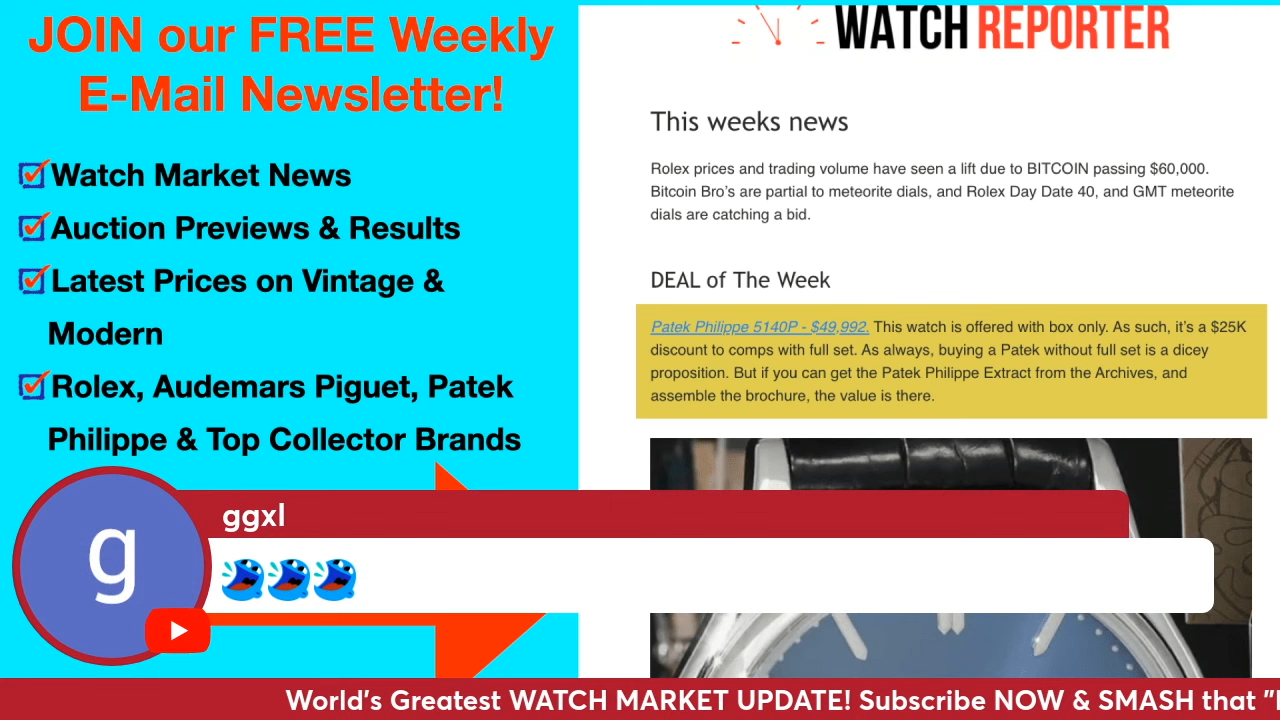 JOIN our FREE Weekly
E-Mail Newsletter!
Watch Market News
Auction Previews & Results
Latest Prices on Vintage &
Modern
Rolex, Audemars Piguet, Patek
Philippe & Top Collector Brands
WATCH REPORTER
This weeks news
Rolex prices and trading volume have seen a lift due to BITCOIN passing $60,000.
Bitcoin Bro's are partial to meteorite dials, and Rolex Day Date 40, and GMT meteorite
dials are catching a bid.
DEAL of The Week
Patek Philippe 5140P - $49,992. This watch is offered with box only. As such, it's a $25K
discount to comps with full set. As always, buying a Patek without full set is a dicey
proposition. But if you can get the Patek Philippe Extract from the Archives, and
assemble the brochure, the value is there.
g
ggxl
World's Greatest WATCH MARKET UPDATE! Subscribe NOW & SMASH that "